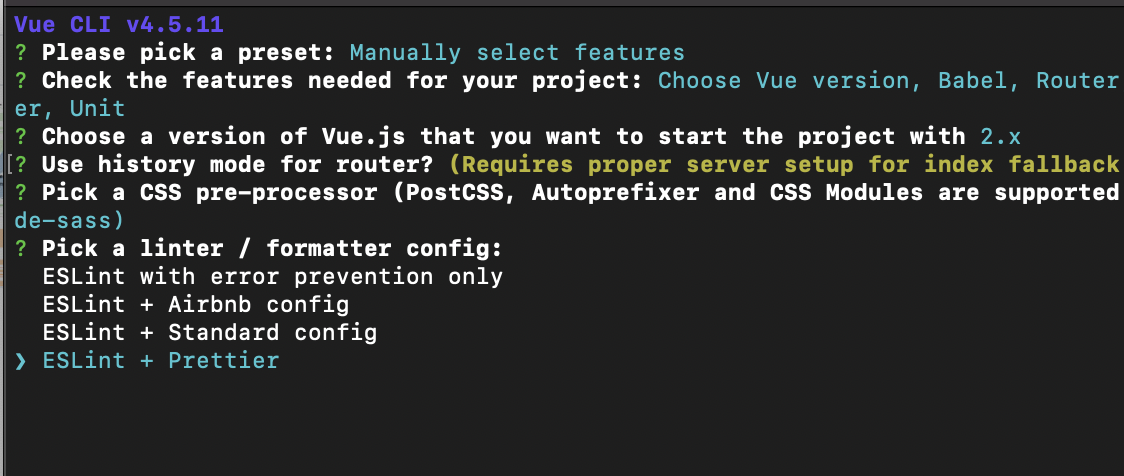 Vue CLI v4.5.11
? Please pick a preset: Manually select features
? Check the features needed for your project: Choose Vue version, Babel, Router
er, Unit
? Choose a version of Vue.js that you want to start the project with 2.x
[? Use history mode for router? (Requires proper server setup for index fallback
? Pick a CSS pre-processor (PostCSS, Autoprefixer and CSS Modules are supported
de-sass)
? Pick a linter / formatter config:
ESLint with error prevention only
ESLint + Airbnb config
ESLint + Standard config
❯ ESLint + Prettier